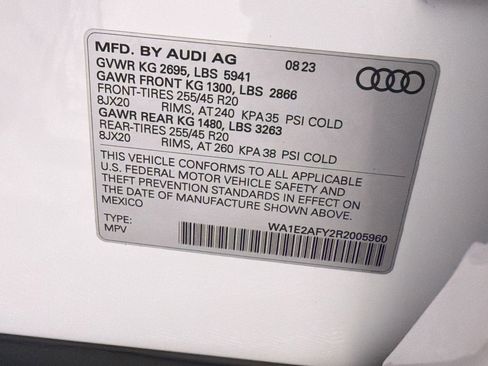 MFD. BY AUDI AG 08 23
GVWR KG 2695, LBS 5941
GAWR FRONT KG 1300, LBS 2866
FRONT-TIRES 255/45 R20
8JX20 RIMS, AT 240 KPA 35 PSI COLD
GAWR REAR KG 1480, LBS 3263
REAR-TIRES 255/45 R20
8JX20 RIMS, AT 260 KPA 38 PSI COLD
THIS VEHICLE CONFORMS TO ALL APPLICABLE
U.S. FEDERAL MOTOR VEHICLE SAFETY AND
THEFT PREVENTION STANDARDS IN EFFECT ON
THE DATE OF MANUFACTURE SHOWN ABOVE.
MEXICO
TYPE: WA1E2AFY2R2005960
MPV